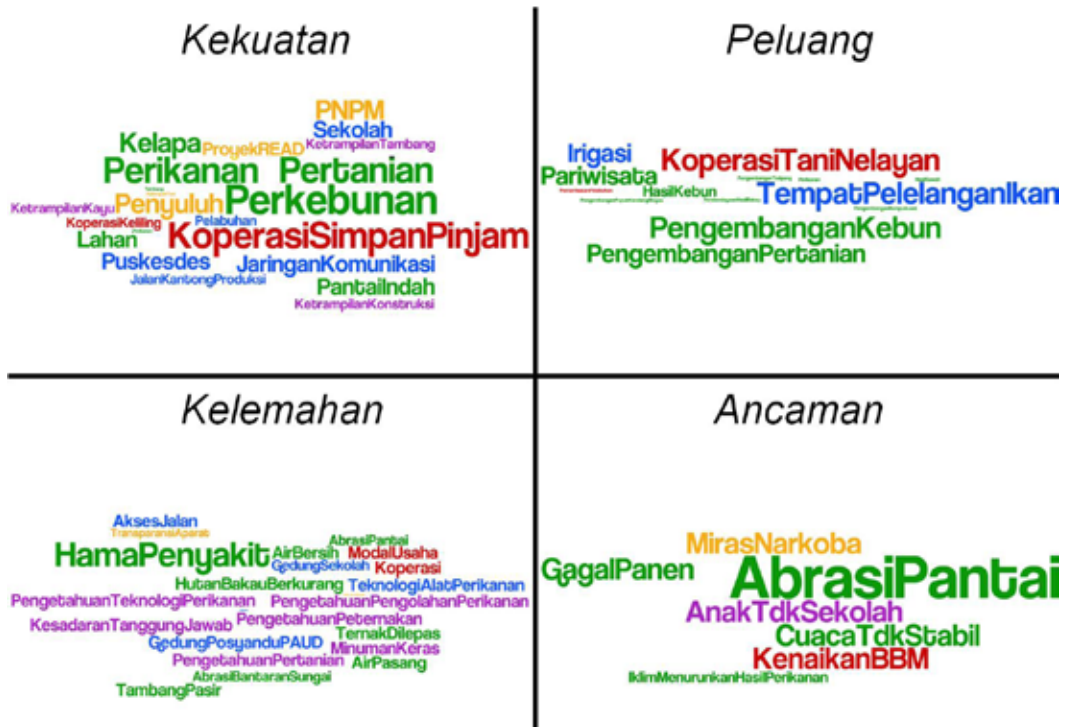 Kekuatan
PNPM
Sekolah
Kelapa
ProyekREAD
KetrampilanTambang
Perikanan
Pertanian
KetrampilanKayu
Penyuluh
Perkebunan
KoperasiKeliling
Pelabuhan
Lahan
KoperasiSimpanPinjam
Puskesdes
JaringanKomunikasi
JalanKantongProduksi
PantaiIndah
KetrampilanKonstruksi
Peluang
Irigasi
KoperasiTaniNelayan
Pariwisata
HasilKebun
TempatPelelanganIkan
PengembanganKebun
PengembanganPertanian
Kelemahan
AksesJalan
TransparansiAparat
AbrasiPantai
HamaPenyakit
AirBersih
ModalUsaha
GedungSekolah
Koperasi
HutanBakauBerkurang
TeknologiAlatPerikanan
PengetahuanTeknologiPerikanan
PengetahuanPengolahanPerikanan
KesadaranTanggungJawab
PengetahuanPeternakan
TernakDilepas
GedungPosyanduPAUD
MinumanKeras
PengetahuanPertanian
AirPasang
AbrasiBantaranSungai
TambangPasir
Ancaman
MirasNarkoba
GagalPanen
AbrasiPantai
AnakTdkSekolah
CuacaTdkStabil
KenaikanBBM
IklimMenurunkanHasilPerikanan